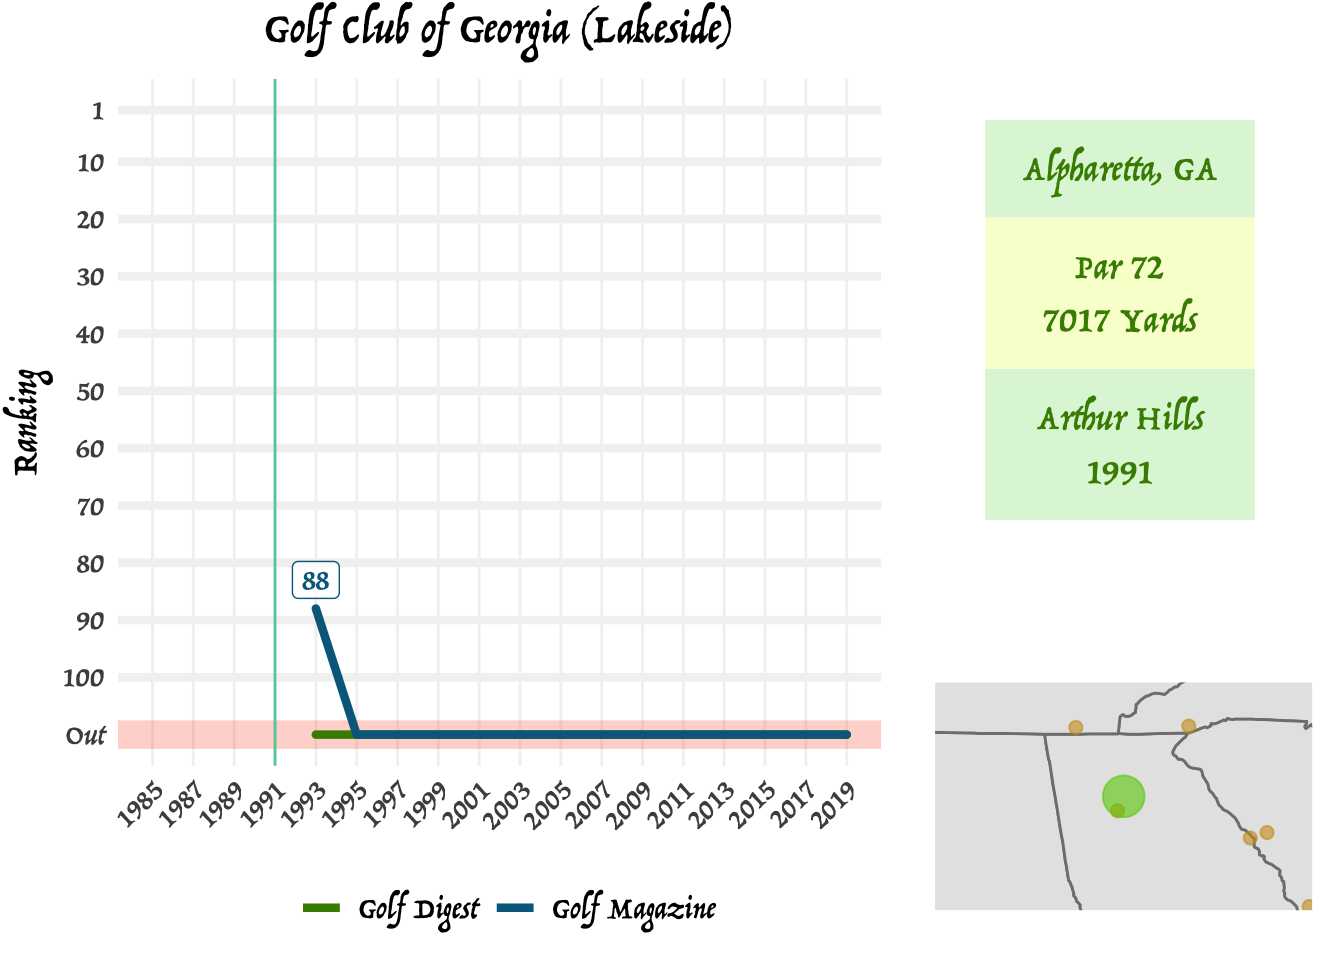 Golf Club of Georgia (Lakeside)
Ranking
1
10
20
30
40
50
60
70
80
90
100
Out
88
1985 1987 1989 1991 1993 1995 1997 1999 2001 2003 2005 2007 2009 2011 2013 2015 2017 2019
Golf Digest Golf Magazine
Alpharetta, GA
Par 72
7017 Yards
Arthur Hills
1991